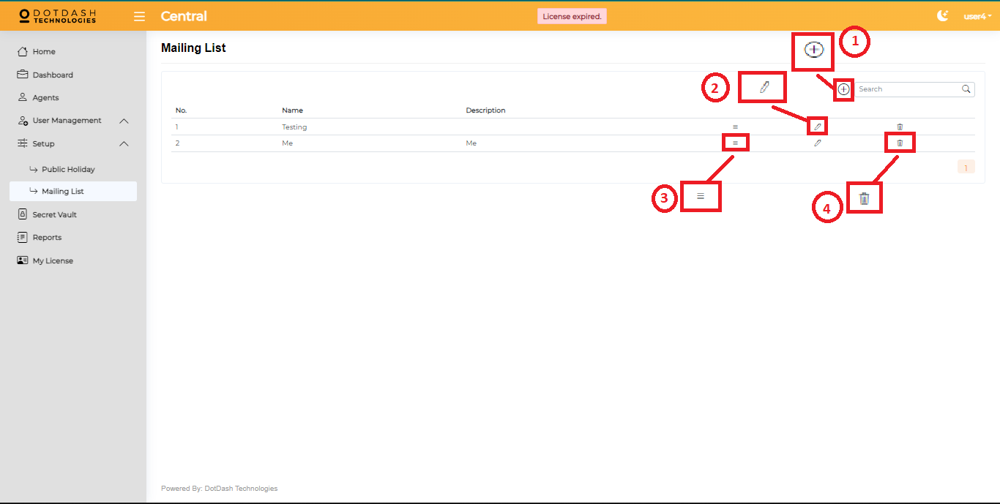 DOTDASH
TECHNOLOGIES
Central
License expired.
user4
Home
Dashboard
Agents
User Management
Setup
Public Holiday
Mailing List
Secret Vault
Reports
My License
Mailing List
1
2
Search
No. Name Description
1 Testing
2 Me Me
1
3
4
Powered By: DotDash Technologies